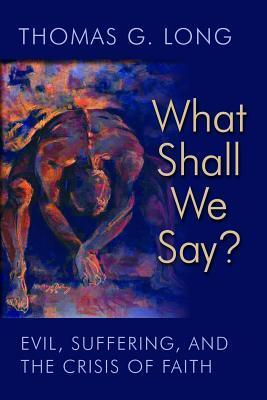 THOMAS G. LONG
What
Shall
We
Say?
EVIL, SUFFERING, AND
THE CRISIS OF FAITH